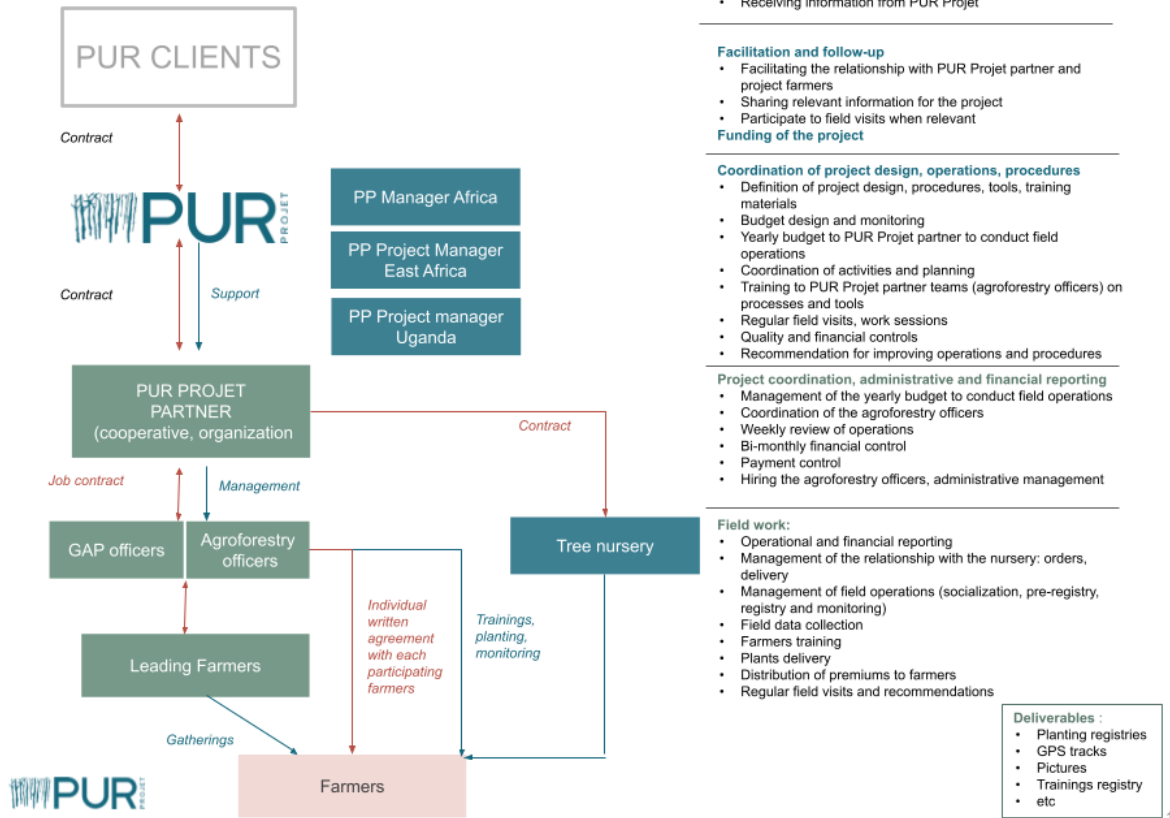 • Receiving information from PUR Projet
PUR CLIENTS
Contract
PUR PROJET
Contract
Support
PP Manager Africa
PP Project Manager
East Africa
PP Project manager
Uganda
PUR PROJET
PARTNER
(cooperative, organization
Contract
Job contract
Management
GAP officers
Agroforestry
officers
Tree nursery
Individual
written
agreement
with each
participating
farmers
Trainings,
planting,
monitoring
Leading Farmers
Gatherings
Farmers
PUR PROJET
Facilitation and follow-up
• Facilitating the relationship with PUR Projet partner and
project farmers
• Sharing relevant information for the project
• Participate to field visits when relevant
Funding of the project
Coordination of project design, operations, procedures
• Definition of project design, procedures, tools, training
materials
• Budget design and monitoring
• Yearly budget to PUR Projet partner to conduct field
operations
• Coordination of activities and planning
• Training to PUR Projet partner teams (agroforestry officers) on
processes and tools
• Regular field visits, work sessions
• Quality and financial controls
• Recommendation for improving operations and procedures
Project coordination, administrative and financial reporting
• Management of the yearly budget to conduct field operations
• Coordination of the agroforestry officers
• Weekly review of operations
• Bi-monthly financial control
• Payment control
• Hiring the agroforestry officers, administrative management
Field work:
• Operational and financial reporting
• Management of the relationship with the nursery: orders,
delivery
• Management of field operations (socialization, pre-registry,
registry and monitoring)
• Field data collection
• Farmers training
• Plants delivery
• Distribution of premiums to farmers
• Regular field visits and recommendations
Deliverables :
• Planting registries
• GPS tracks
• Pictures
• Trainings registry
• etc